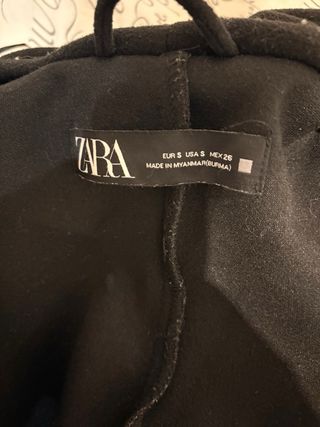 ZARA
EUR S USA S MEX 26
MADE IN MYANMAR(BURMA)